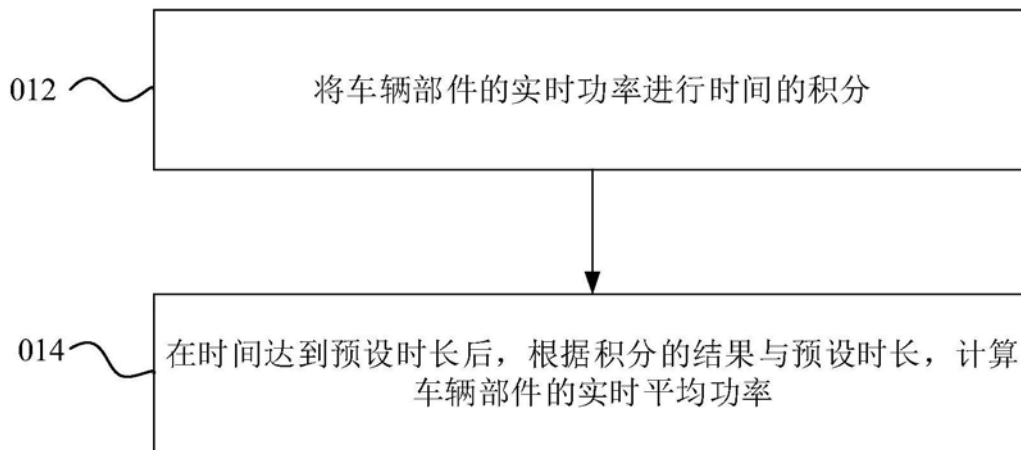 012
将车辆部件的实时功率进行时间的积分
014
在时间达到预设时长后，根据积分的结果与预设时长，计算
车辆部件的实时平均功率